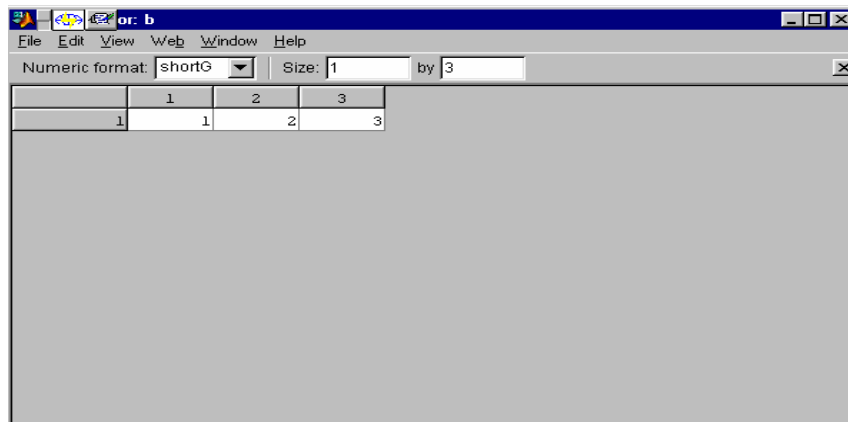 or: b
File Edit View Web Window Help
Numeric format: shortG Size: 1 by 3
1 2 3
1 1 2 3